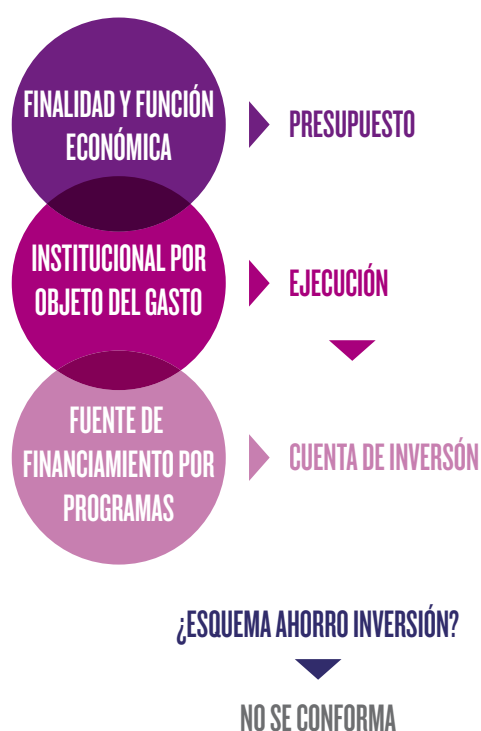 FINALIDAD Y FUNCIÓN
ECONÓMICA
PRESUPUESTO
INSTITUCIONAL POR
OBJETO DEL GASTO
EJECUCIÓN
FUENTE DE
FINANCIAMIENTO POR
PROGRAMAS
CUENTA DE INVERSÓN
¿ESQUEMA AHORRO INVERSIÓN?
NO SE CONFORMA